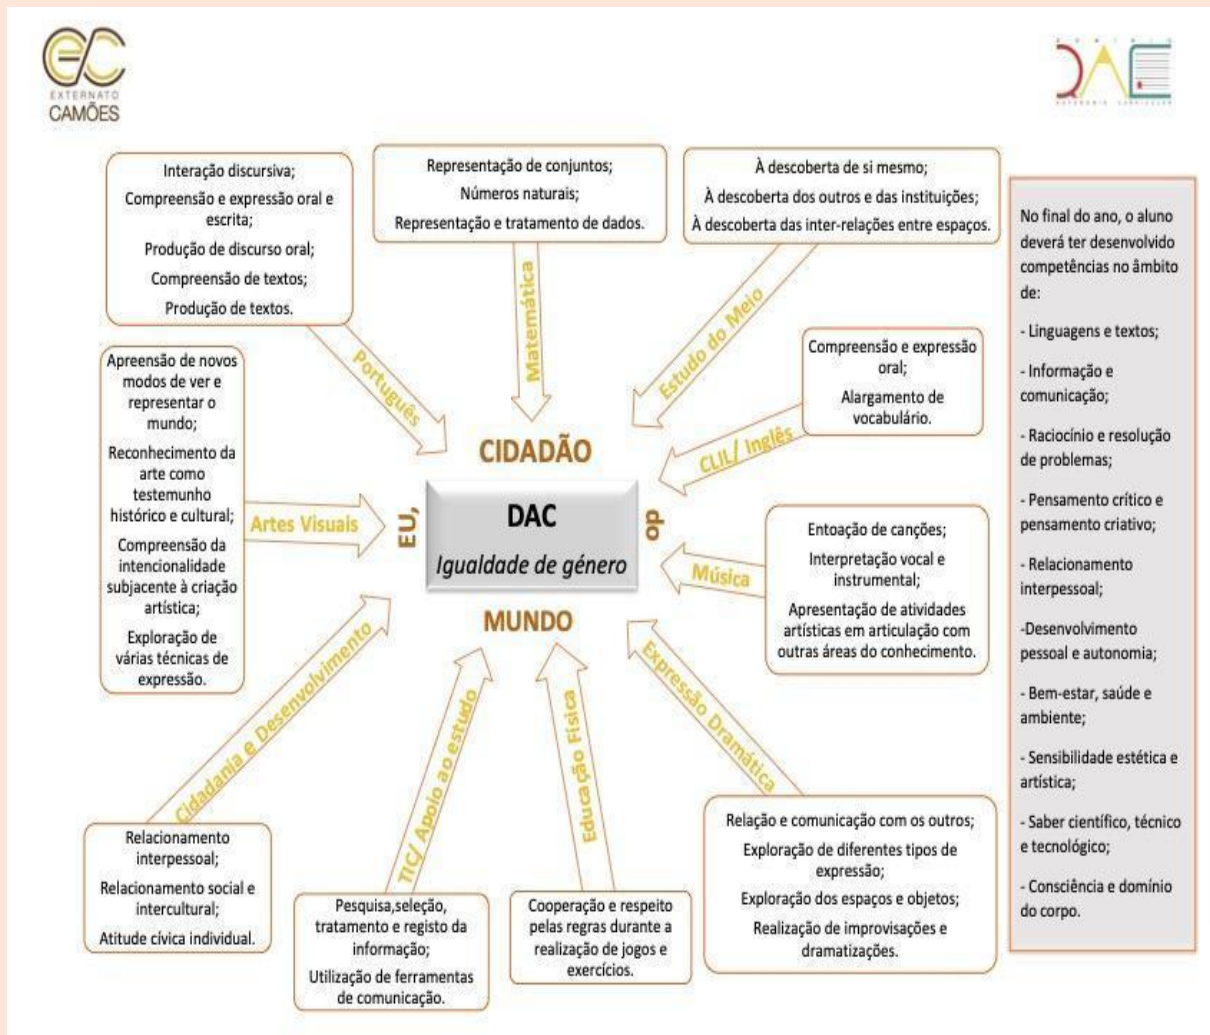 EC
EXTERNATO
CAMÕES
DOMÍNIO
DAC
AUTONOMIA CURRICULAR
Interação discursiva;
Compreensão e expressão oral e
escrita;
Produção de discurso oral;
Compreensão de textos;
Produção de textos.
Representação de conjuntos;
Números naturais;
Representação e tratamento de dados.
À descoberta de si mesmo;
À descoberta dos outros e das instituições;
À descoberta das inter-relações entre espaços.
Português
Matemática
Estudo do Meio
Compreensão e expressão
oral;
Alargamento de
vocabulário.
CLIL/ Inglês
Apreensão de novos
modos de ver e
representar o
mundo;
Reconhecimento da
arte como
testemunho
histórico e cultural;
Compreensão da
intencionalidade
subjacente à criação
artística;
Exploração de
várias técnicas de
expressão.
Artes Visuais
EU,
CIDADÃO
do
MUNDO
DAC
Igualdade de género
Música
Entoação de canções;
Interpretação vocal e
instrumental;
Apresentação de atividades
artísticas em articulação com
outras áreas do conhecimento.
Cidadania e Desenvolvimento
TIC/ Apoio ao estudo
Educação Física
Expressão Dramática
Relacionamento
interpessoal;
Relacionamento social e
intercultural;
Atitude cívica individual.
Pesquisa,seleção,
tratamento e registo da
informação;
Utilização de ferramentas
de comunicação.
Cooperação e respeito
pelas regras durante a
realização de jogos e
exercícios.
Relação e comunicação com os outros;
Exploração de diferentes tipos de
expressão;
Exploração dos espaços e objetos;
Realização de improvisações e
dramatizações.
No final do ano, o aluno
deverá ter desenvolvido
competências no âmbito
de:
- Linguagens e textos;
- Informação e
comunicação;
- Raciocínio e resolução
de problemas;
- Pensamento crítico e
pensamento criativo;
- Relacionamento
interpessoal;
-Desenvolvimento
pessoal e autonomia;
- Bem-estar, saúde e
ambiente;
- Sensibilidade estética e
artística;
- Saber científico, técnico
e tecnológico;
- Consciência e domínio
do corpo.